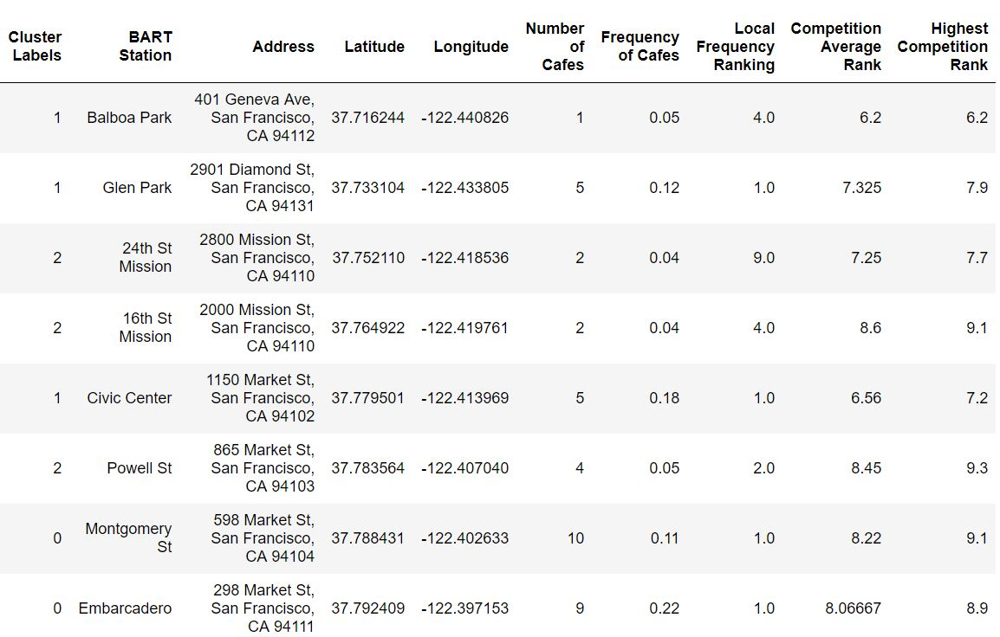 Cluster Labels BART Station Address Latitude Longitude Number of Cafes Frequency of Cafes Local Frequency Ranking Competition Average Rank Highest Competition Rank
1 Balboa Park 401 Geneva Ave, San Francisco, CA 94112 37.716244 -122.440826 1 0.05 4.0 6.2 6.2
1 Glen Park 2901 Diamond St, San Francisco, CA 94131 37.733104 -122.433805 5 0.12 1.0 7.325 7.9
2 24th St Mission 2800 Mission St, San Francisco, CA 94110 37.752110 -122.418536 2 0.04 9.0 7.25 7.7
2 16th St Mission 2000 Mission St, San Francisco, CA 94110 37.764922 -122.419761 2 0.04 4.0 8.6 9.1
1 Civic Center 1150 Market St, San Francisco, CA 94102 37.779501 -122.413969 5 0.18 1.0 6.56 7.2
2 Powell St 865 Market St, San Francisco, CA 94103 37.783564 -122.407040 4 0.05 2.0 8.45 9.3
0 Montgomery St 598 Market St, San Francisco, CA 94104 37.788431 -122.402633 10 0.11 1.0 8.22 9.1
0 Embarcadero 298 Market St, San Francisco, CA 94111 37.792409 -122.397153 9 0.22 1.0 8.06667 8.9